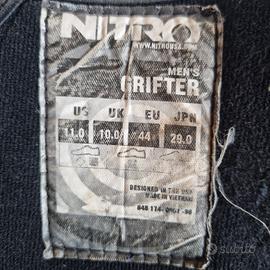 NITRO
WWW.NITROUSA.COM
MEN'S
GRIFTER
US UK EU JPN
11.0 10.0 44 29.0
DESIGNED IN THE USA
MADE IN VIETNAM
subito